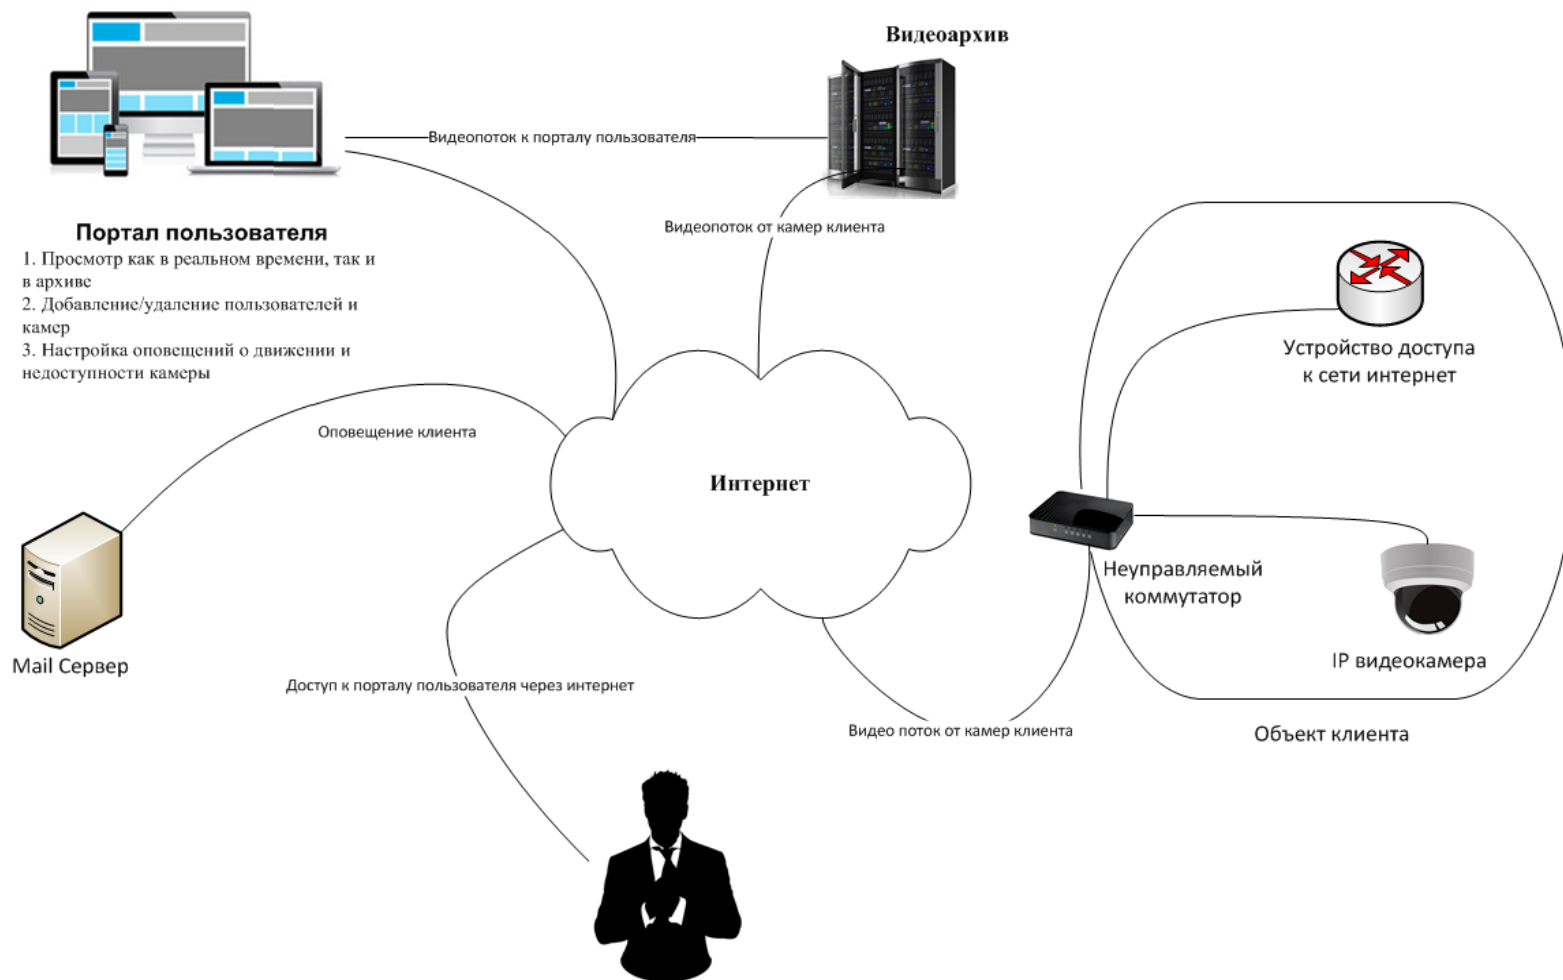 Видеоархив
Видеопоток к порталу пользователя
Видеопоток от камер клиента
Портал пользователя
1. Просмотр как в реальном времени, так и
в архиве
2. Добавление/удаление пользователей и
камер
3. Настройка оповещений о движении и
недоступности камеры
Устройство доступа
к сети интернет
Оповещение клиента
Интернет
Неуправляемый
коммутатор
IP видеокамера
Mail Сервер
Доступ к порталу пользователя через интернет
Видео поток от камер клиента
Объект клиента